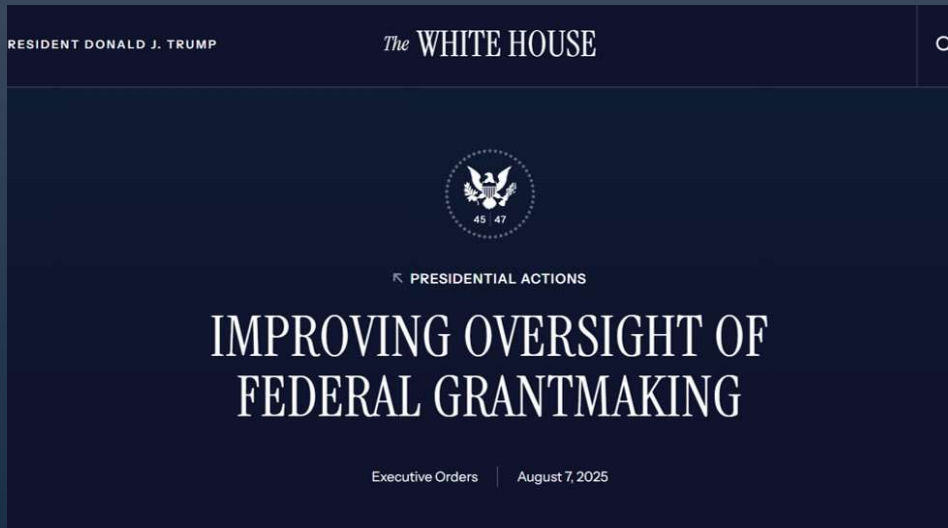 RESIDENT DONALD J. TRUMP
The WHITE HOUSE
45 47
PRESIDENTIAL ACTIONS
IMPROVING OVERSIGHT OF
FEDERAL GRANTMAKING
Executive Orders | August 7, 2025